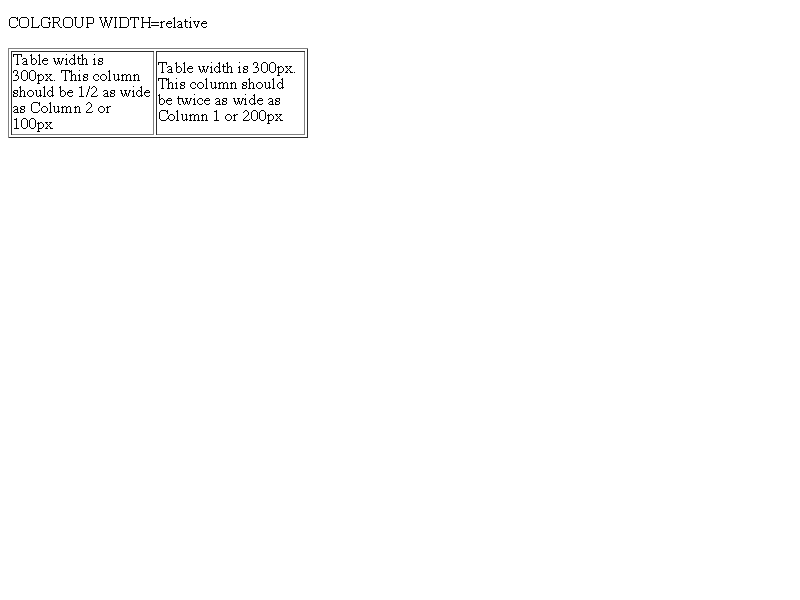 COLGROUP WIDTH=relative
Table width is
300px. This column
should be 1/2 as wide
as Column 2 or
100px
Table width is 300px.
This column should
be twice as wide as
Column 1 or 200px